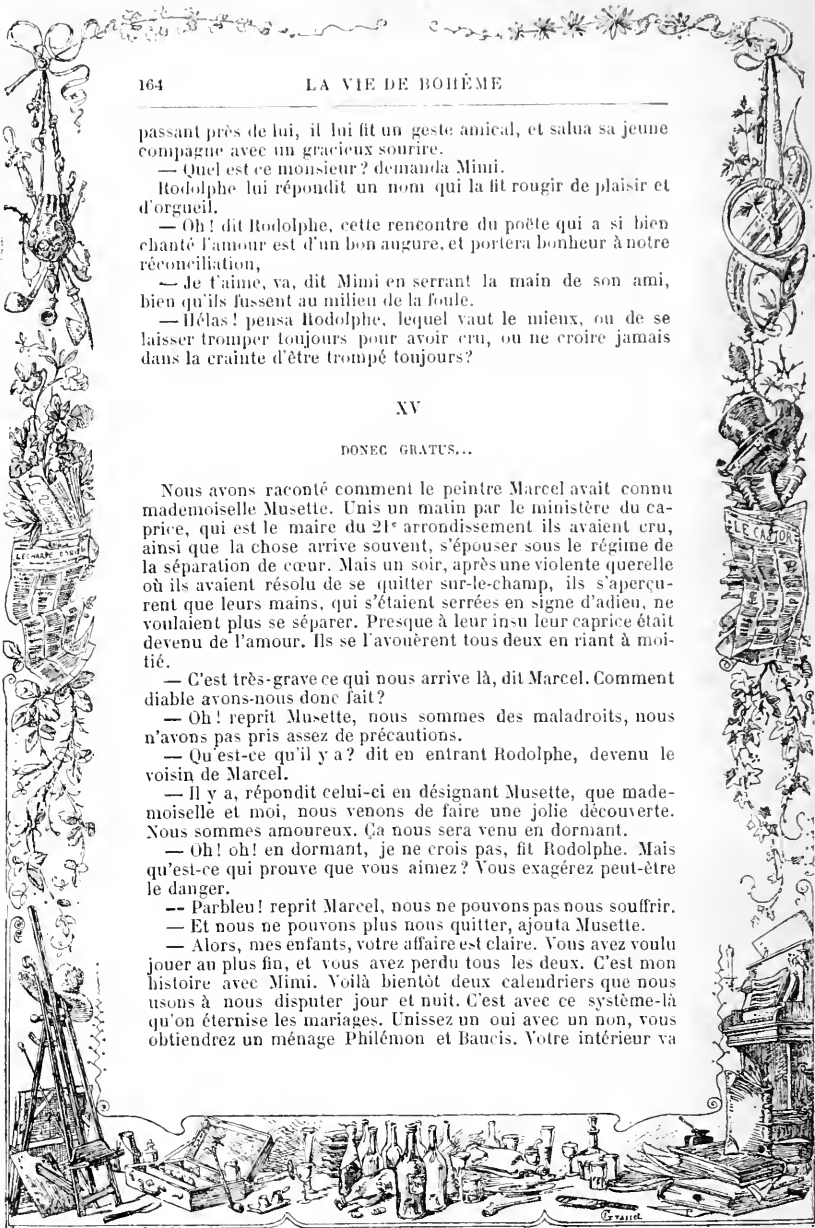 164 LA VIE DE BOHÈME
passant près de lui, il lui fit un geste amical, et salua sa jeune
compagne avec un gracieux sourire.
— Quel est ce monsieur? demanda Mimi.
Rodolphe lui répondit un nom qui la fit rougir de plaisir et
d'orgueil.
— Oh! dit Rodolphe, cette rencontre du poëte qui a si bien
chanté l'amour est d'un bon augure, et portera bonheur à notre
réconciliation,
— Je t'aime, va, dit Mimi en serrant la main de son ami,
bien qu'ils fussent au milieu de la foule.
— Hélas! pensa Rodolphe, lequel vaut le mieux, ou de se
laisser tromper toujours pour avoir cru, ou ne croire jamais
dans la crainte d'être trompé toujours?
XV
DONEC GRATUS...
Nous avons raconté comment le peintre Marcel avait connu
mademoiselle Musette. Unis un matin par le ministère du ca-
price, qui est le maire du 21e arrondissement ils avaient cru,
ainsi que la chose arrive souvent, s'épouser sous le régime de
la séparation de cœur. Mais un soir, après une violente querelle
où ils avaient résolu de se quitter sur-le-champ, ils s'aperçu-
rent que leurs mains, qui s'étaient serrées en signe d'adieu, ne
voulaient plus se séparer. Presque à leur insu leur caprice était
devenu de l'amour. Ils se l'avouèrent tous deux en riant à moi-
tié.
— C'est très-grave ce qui nous arrive là, dit Marcel. Comment
diable avons-nous donc fait?
— Oh! reprit Musette, nous sommes des maladroits, nous
n'avons pas pris assez de précautions.
— Qu'est-ce qu'il y a? dit en entrant Rodolphe, devenu le
voisin de Marcel.
— Il y a, répondit celui-ci en désignant Musette, que made-
moiselle et moi, nous venons de faire une jolie découverte.
Nous sommes amoureux. Ça nous sera venu en dormant.
— Oh! oh! en dormant, je ne crois pas, fit Rodolphe. Mais
qu'est-ce qui prouve que vous aimez? Vous exagérez peut-être
le danger.
— Parbleu! reprit Marcel, nous ne pouvons pas nous souffrir.
— Et nous ne pouvons plus nous quitter, ajouta Musette.
— Alors, mes enfants, votre affaire est claire. Vous avez voulu
jouer au plus fin, et vous avez perdu tous les deux. C'est mon
histoire avec Mimi. Voilà bientôt deux calendriers que nous
usons à nous disputer jour et nuit. C'est avec ce système-là
qu'on éternise les mariages. Unissez un oui avec un non, vous
obtiendrez un ménage Philémon et Baucis. Votre intérieur va
L'ECHARPE D'IRIS
LE CASTOR
Grasset